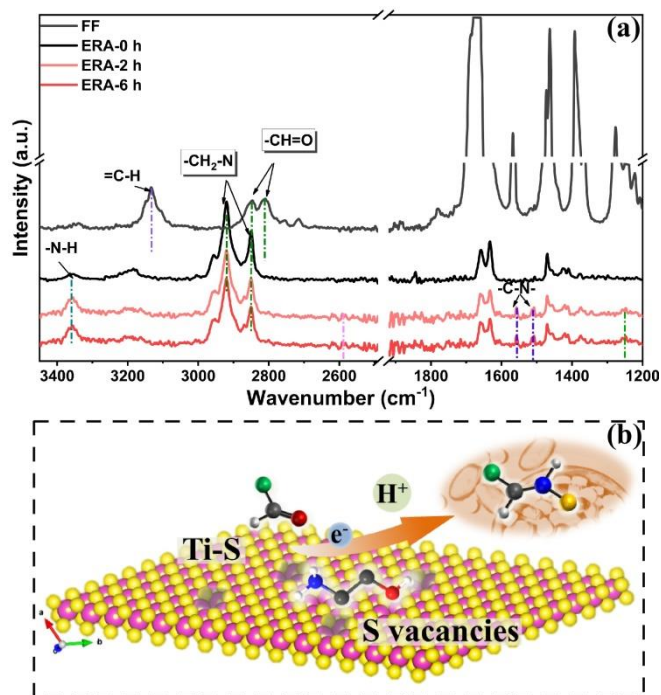 (a)
FF
ERA-0 h
ERA-2 h
ERA-6 h
=C-H
-CH₂-N
-CH=O
-N-H
-C-N-
Intensity (a.u.)
3400 3200 3000 2800 2600 1800 1600 1400 1200
Wavenumber (cm⁻¹)
(b)
H⁺
e⁻
Ti-S
S vacancies
a
b